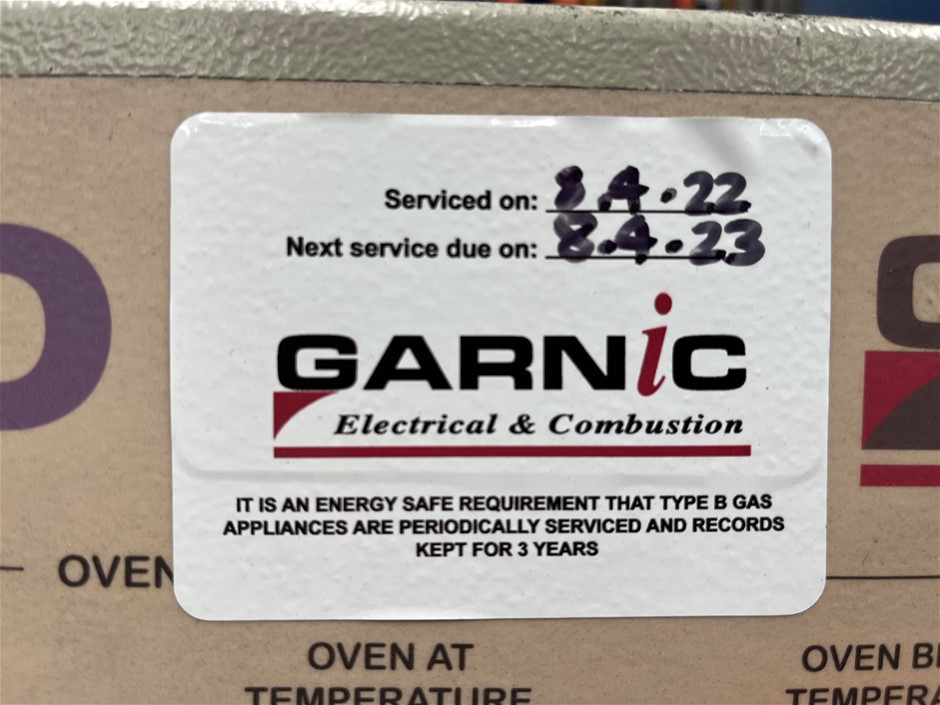 Serviced on: 8.4.22
Next service due on: 8.4.23
GARNiC
Electrical & Combustion
IT IS AN ENERGY SAFE REQUIREMENT THAT TYPE B GAS
APPLIANCES ARE PERIODICALLY SERVICED AND RECORDS
KEPT FOR 3 YEARS
OVEN
OVEN AT
TEMPERATURE
OVEN